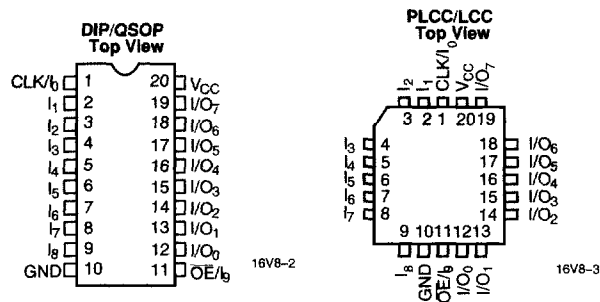 DIP/QSOP
Top View
CLK/I0 1 20 VCC
I1 2 19 I/O7
I2 3 18 I/O6
I3 4 17 I/O5
I4 5 16 I/O4
I5 6 15 I/O3
I6 7 14 I/O2
I7 8 13 I/O1
I8 9 12 I/O0
GND 10 11 OE/I9
16V8-2
PLCC/LCC
Top View
I2 I1 CLK/I0 VCC I/O7
3 2 1 20 19
I3 4 18 I/O6
I4 5 17 I/O5
I5 6 16 I/O4
I6 7 15 I/O3
I7 8 14 I/O2
9 10 11 12 13
I8 GND OE/I9 I/O0 I/O1
16V8-3